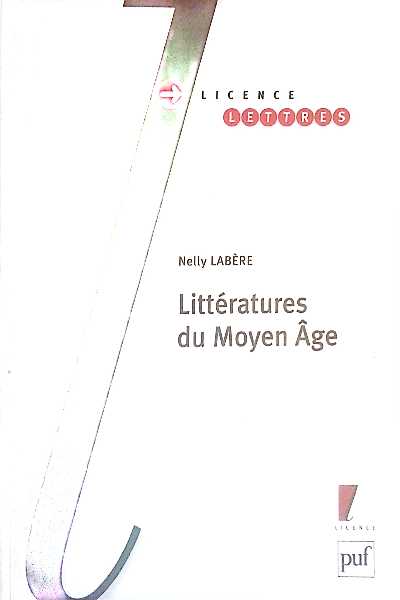 LICENCE
LETTRES
Nelly LABÈRE
Littératures
du Moyen Âge
l
LICENCE
puf